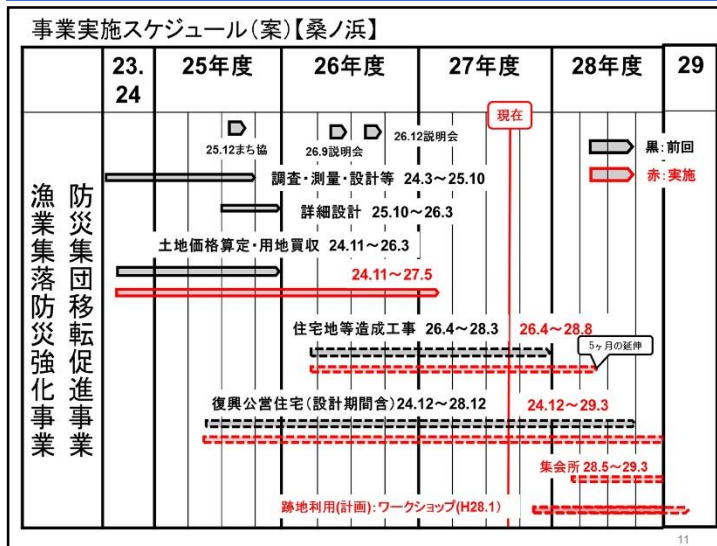 事業実施スケジュール(案)【桑ノ浜】
23.
24
25年度
26年度
27年度
28年度
29
現在
25.12まち協
26.9説明会
26.12説明会
黒:前回
赤:実施
調査・測量・設計等 24.3～25.10
詳細設計 25.10～26.3
土地価格算定・用地買収 24.11～26.3
24.11～27.5
住宅地等造成工事 26.4～28.3
26.4～28.8
5ヶ月の延伸
復興公営住宅(設計期間含)24.12～28.12
24.12～29.3
集会所 28.5～29.3
跡地利用(計画):ワークショップ(H28.1)
防災集団移転促進事業
漁業集落防災強化事業
11